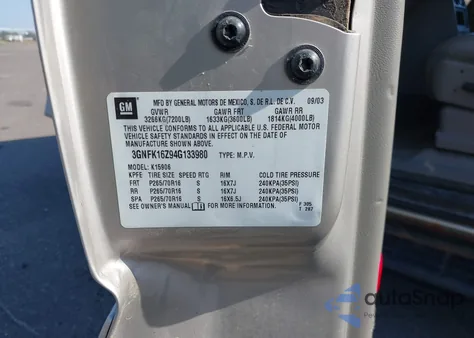 GM
MFD BY GENERAL MOTORS DE MEXICO, S. DE R.L. DE C.V. 09/03
GVWR GAWR FRT GAWR RR
3266KG(7200LB) 1633KG(3600LB) 1814KG(4000LB)
THIS VEHICLE CONFORMS TO ALL APPLICABLE U.S. FEDERAL MOTOR
VEHICLE SAFETY STANDARDS IN EFFECT ON THE DATE OF
MANUFACTURE SHOWN ABOVE.
3GNFK16Z94G133980 TYPE: M.P.V.
MODEL: K15906
KPFE TIRE SIZE SPEED RTG RIM COLD TIRE PRESSURE
FRT P265/70R16 S 16X7J 240KPA(35PSI)
RR P265/70R16 S 16X7J 240KPA(35PSI)
SPA P265/70R16 S 16X6.5J 240KPA(35PSI)
SEE OWNER'S MANUAL FOR MORE INFORMATION.
autoSnap